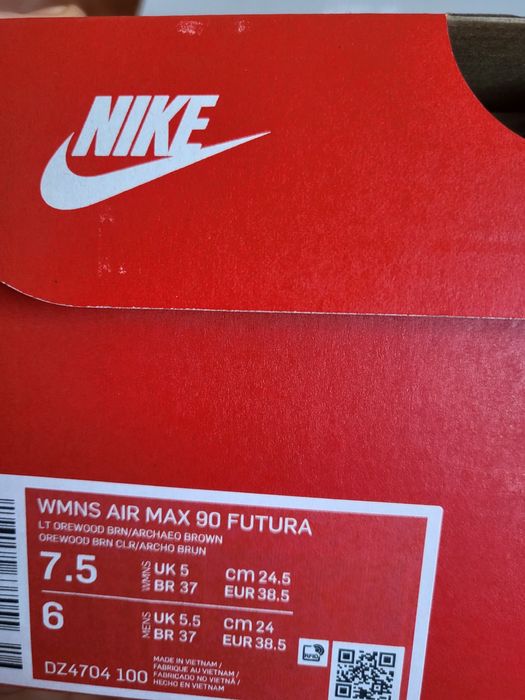 NIKE
WMNS AIR MAX 90 FUTURA
LT OREWOOD BRN/ARCHAEO BROWN
OREWOOD BRN CLR/ARCHO BRUN
7.5 WMNS UK 5 cm 24.5
BR 37 EUR 38.5
6 MENS UK 5.5 cm 24
BR 37 EUR 38.5
DZ4704 100
MADE IN VIETNAM /
FABRIQUE AU VIETNAM /
FABRICADO NO VIETNÃ /
HECHO EN VIETNAM
RFID